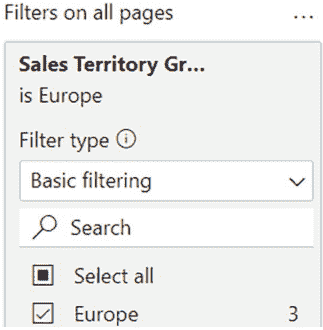 Filters on all pages ...
Sales Territory Gr...
is Europe
Filter type
Basic filtering
Search
Select all
Europe 3